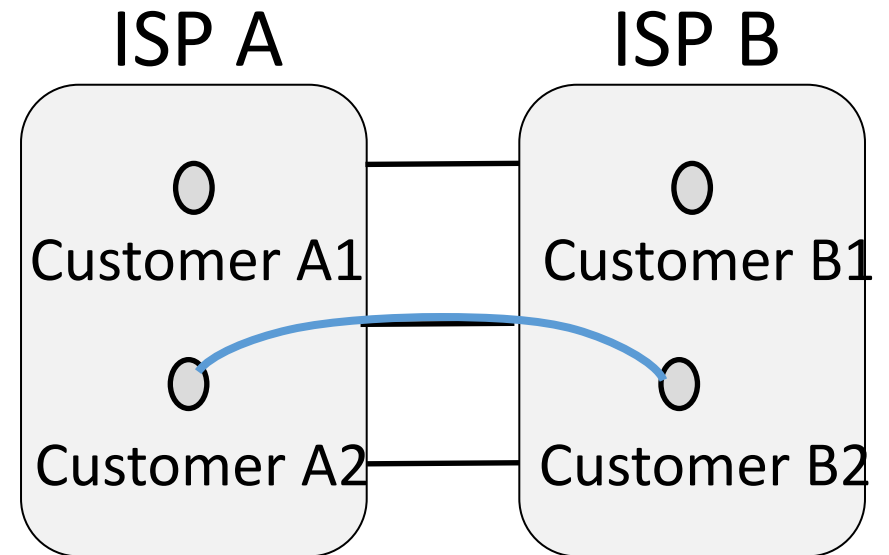 ISP A
ISP B
Customer A1
Customer B1
Customer A2
Customer B2